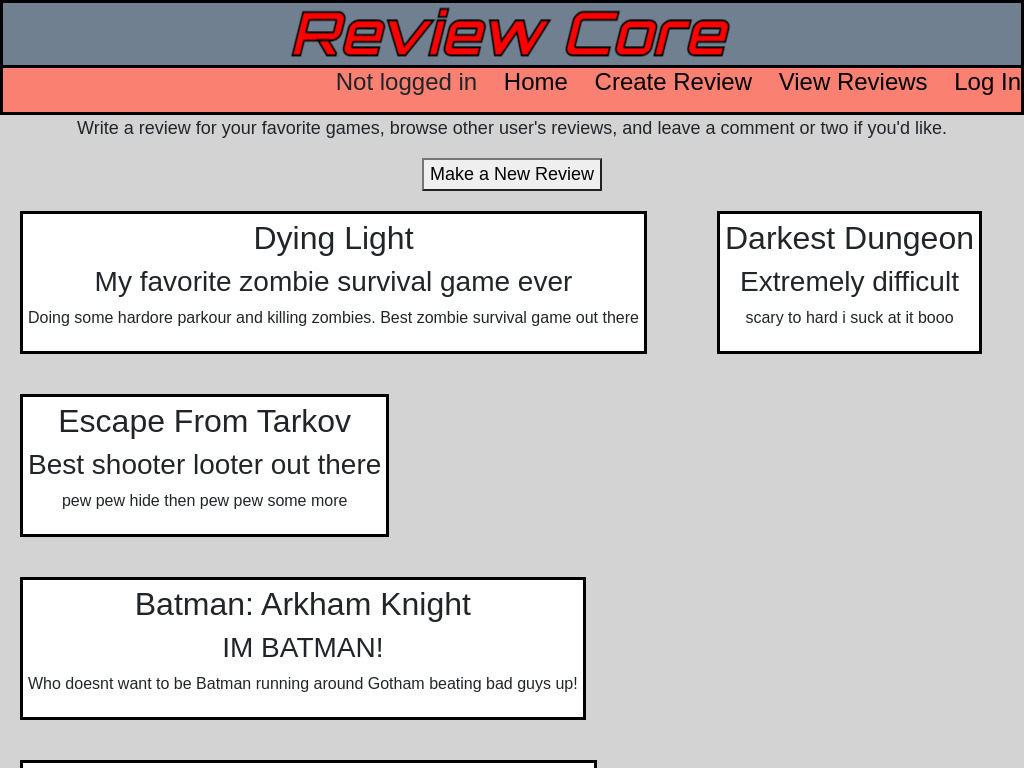 Review Core
Not logged in Home Create Review View Reviews Log In
Write a review for your favorite games, browse other user's reviews, and leave a comment or two if you'd like.
Make a New Review
Dying Light
My favorite zombie survival game ever
Doing some hardore parkour and killing zombies. Best zombie survival game out there
Darkest Dungeon
Extremely difficult
scary to hard i suck at it booo
Escape From Tarkov
Best shooter looter out there
pew pew hide then pew pew some more
Batman: Arkham Knight
IM BATMAN!
Who doesnt want to be Batman running around Gotham beating bad guys up!